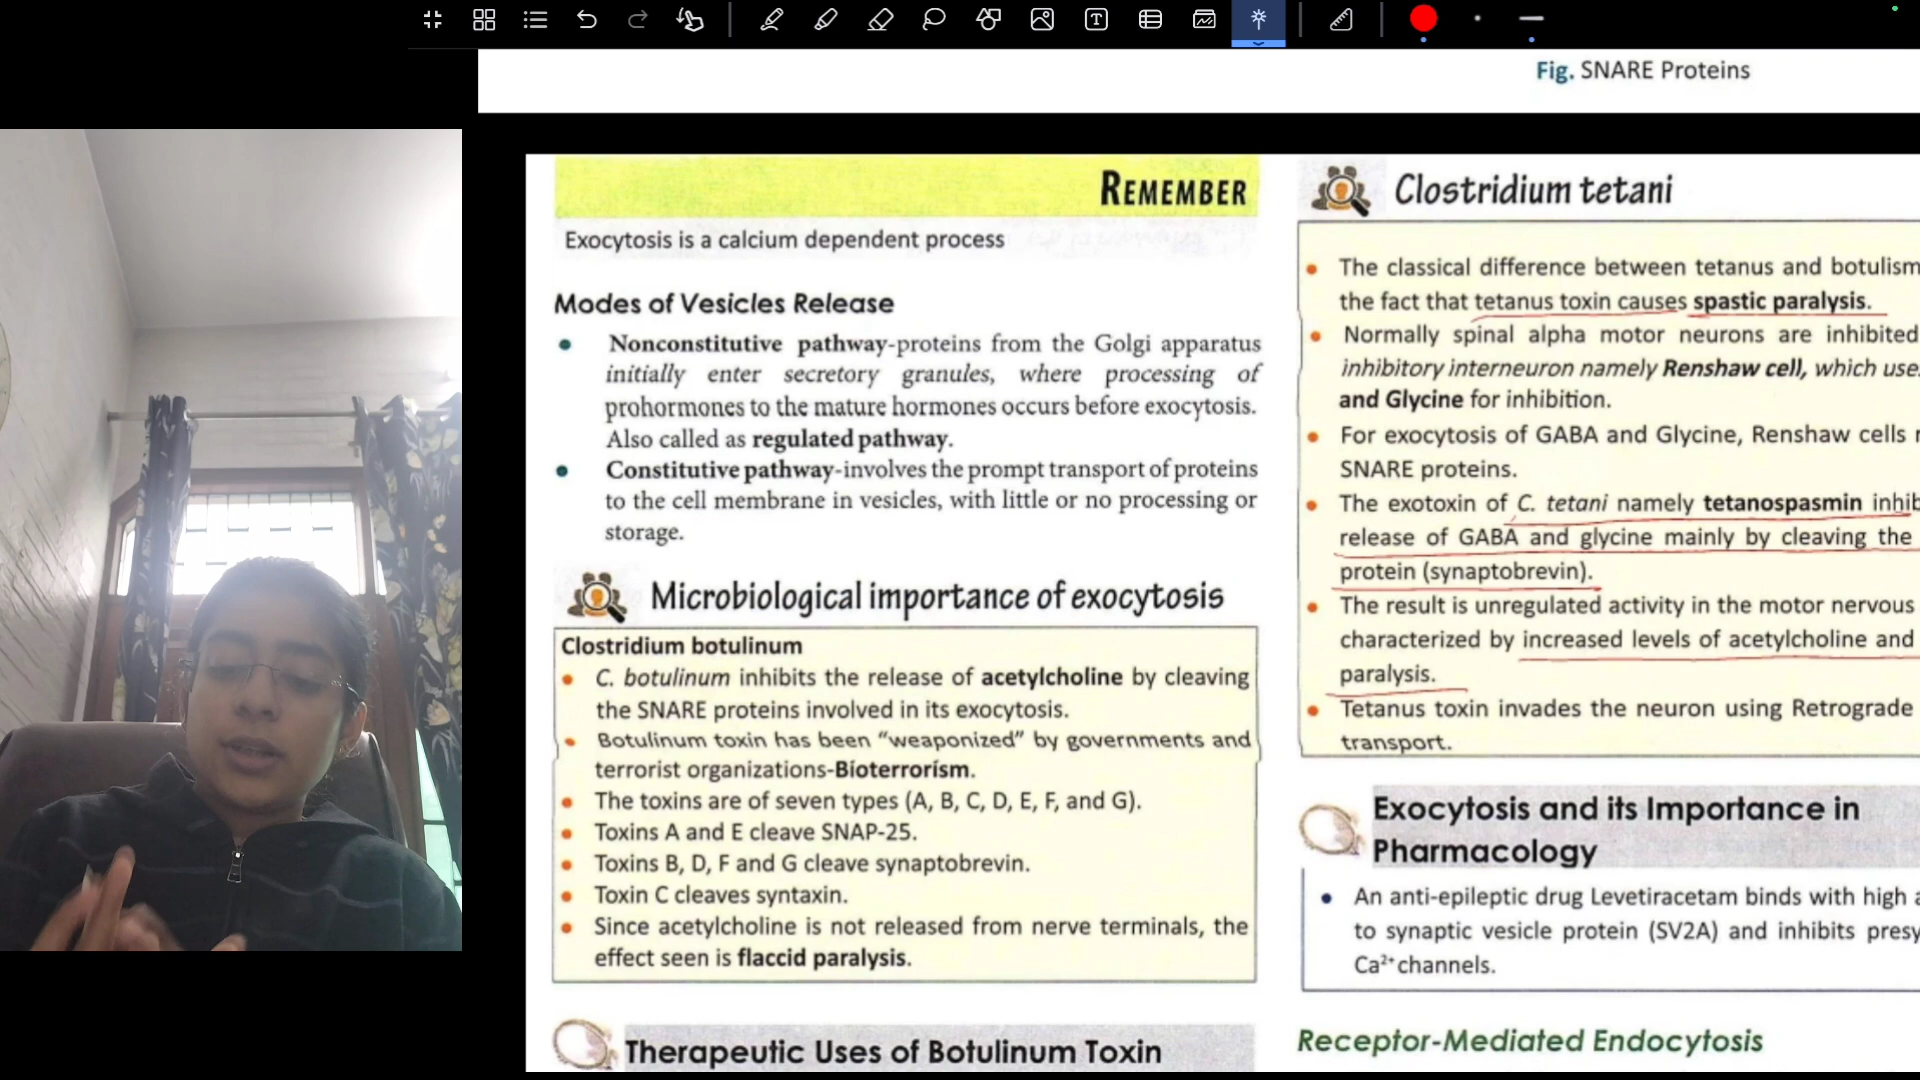 Fig. SNARE Proteins
REMEMBER
Exocytosis is a calcium dependent process
Modes of Vesicles Release
Nonconstitutive pathway-proteins from the Golgi apparatus
initially enter secretory granules, where processing of
prohormones to the mature hormones occurs before exocytosis.
Also called as regulated pathway.
Constitutive pathway-involves the prompt transport of proteins
to the cell membrane in vesicles, with little or no processing or
storage.
Microbiological importance of exocytosis
Clostridium botulinum
C. botulinum inhibits the release of acetylcholine by cleaving
the SNARE proteins involved in its exocytosis.
Botulinum toxin has been “weaponized” by governments and
terrorist organizations-Bioterrorism.
The toxins are of seven types (A, B, C, D, E, F, and G).
Toxins A and E cleave SNAP-25.
Toxins B, D, F and G cleave synaptobrevin.
Toxin C cleaves syntaxin.
Since acetylcholine is not released from nerve terminals, the
effect seen is flaccid paralysis.
Therapeutic Uses of Botulinum Toxin
Clostridium tetani
The classical difference between tetanus and botulism
the fact that tetanus toxin causes spastic paralysis.
Normally spinal alpha motor neurons are inhibited
inhibitory interneuron namely Renshaw cell, which use
and Glycine for inhibition.
For exocytosis of GABA and Glycine, Renshaw cells
SNARE proteins.
The exotoxin of C. tetani namely tetanospasmin inhib
release of GABA and glycine mainly by cleaving the
protein (synaptobrevin).
The result is unregulated activity in the motor nervous
characterized by increased levels of acetylcholine and
paralysis.
Tetanus toxin invades the neuron using Retrograde
transport.
Exocytosis and its Importance in
Pharmacology
An anti-epileptic drug Levetiracetam binds with high
to synaptic vesicle protein (SV2A) and inhibits presy
Ca²⁺ channels.
Receptor-Mediated Endocytosis